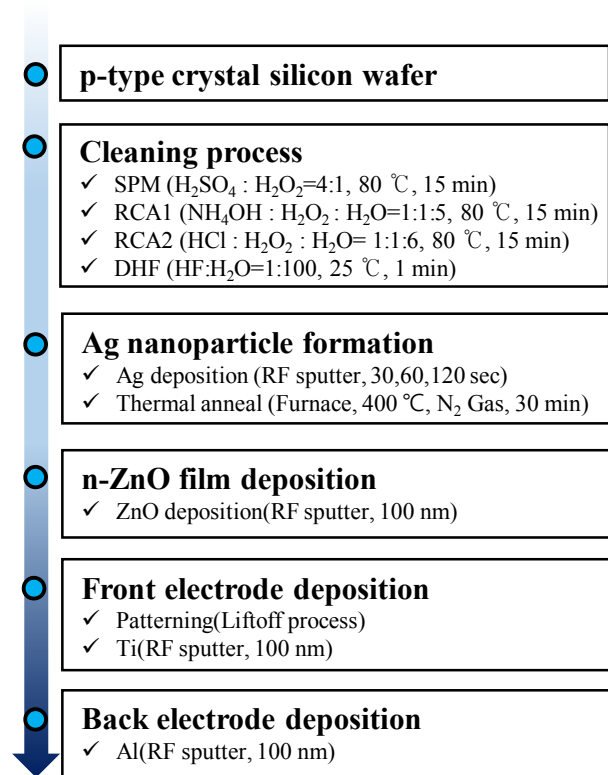 p-type crystal silicon wafer
Cleaning process
✓ SPM (H₂SO₄ : H₂O₂=4:1, 80 ℃, 15 min)
✓ RCA1 (NH₄OH : H₂O₂ : H₂O=1:1:5, 80 ℃, 15 min)
✓ RCA2 (HCl : H₂O₂ : H₂O= 1:1:6, 80 ℃, 15 min)
✓ DHF (HF:H₂O=1:100, 25 ℃, 1 min)
Ag nanoparticle formation
✓ Ag deposition (RF sputter, 30,60,120 sec)
✓ Thermal anneal (Furnace, 400 ℃, N₂ Gas, 30 min)
n-ZnO film deposition
✓ ZnO deposition(RF sputter, 100 nm)
Front electrode deposition
✓ Patterning(Liftoff process)
✓ Ti(RF sputter, 100 nm)
Back electrode deposition
✓ Al(RF sputter, 100 nm)